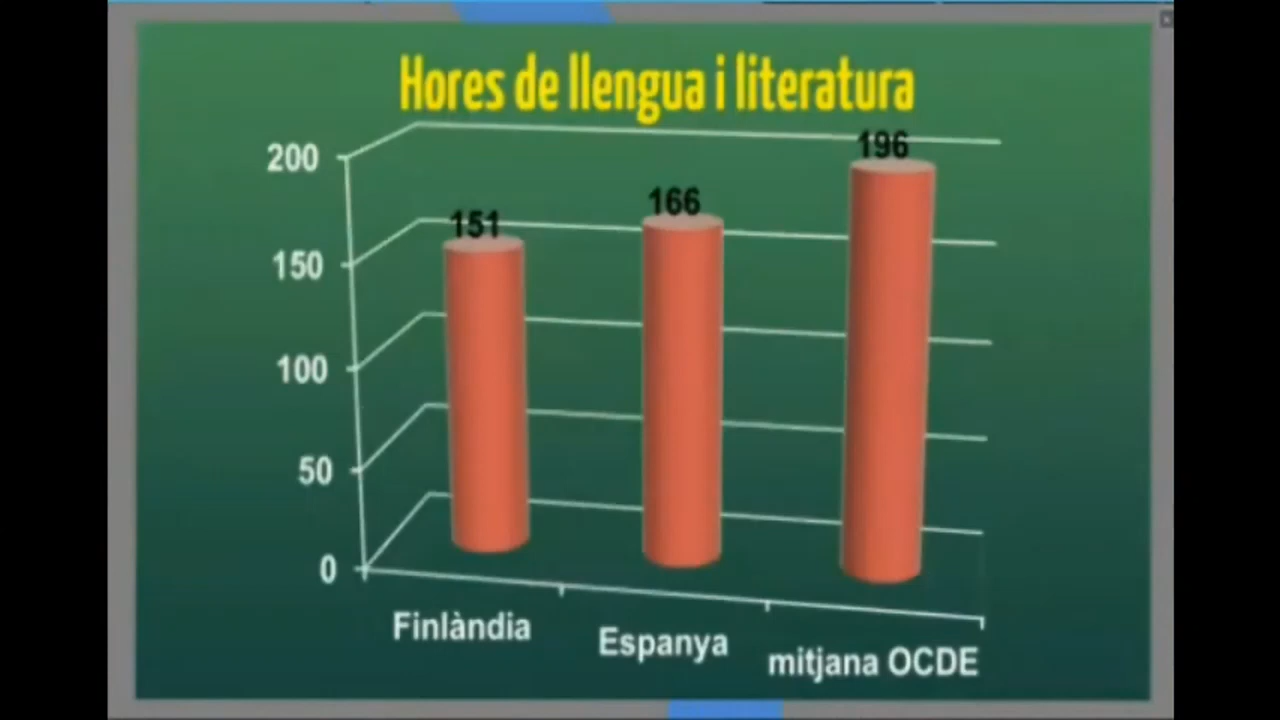 Hores de llengua i literatura
200
150
100
50
0
151
166
196
Finlàndia
Espanya
mitjana OCDE